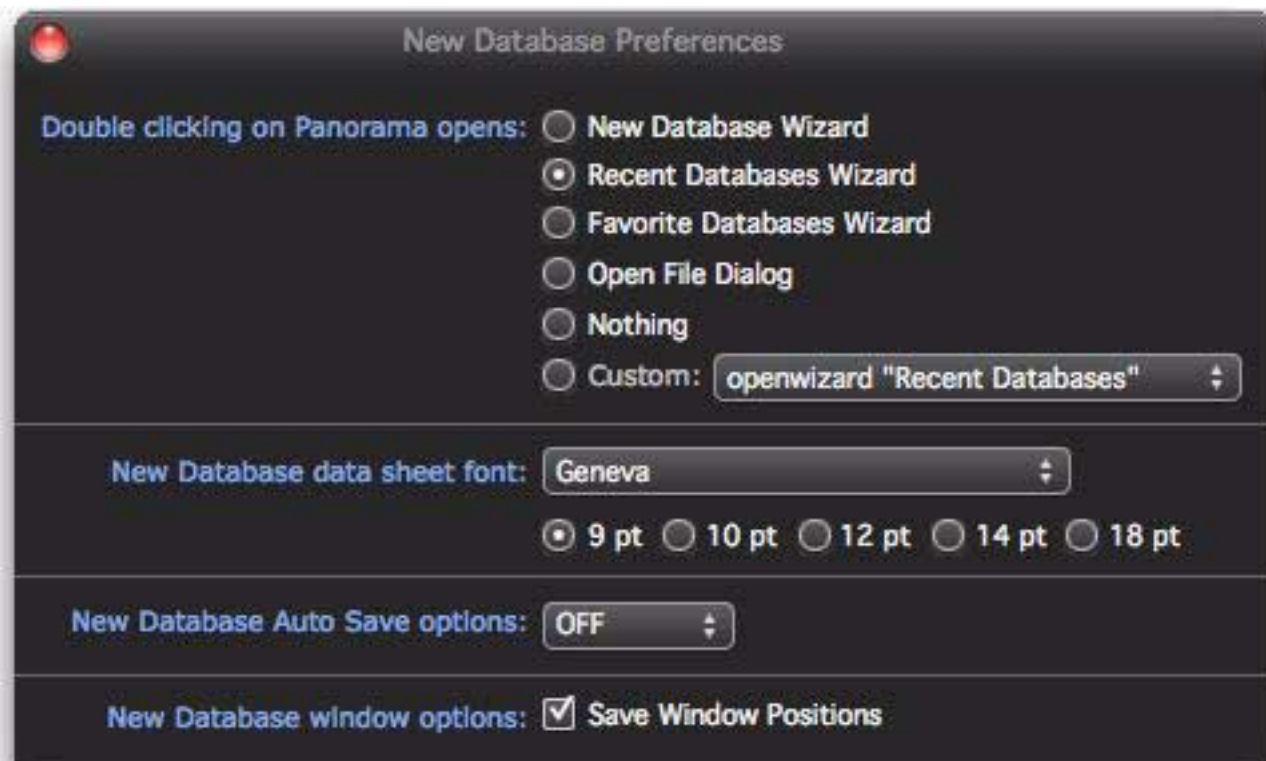 New Database Preferences
Double clicking on Panorama opens: New Database Wizard
Recent Databases Wizard
Favorite Databases Wizard
Open File Dialog
Nothing
Custom: openwizard "Recent Databases"
New Database data sheet font: Geneva
9 pt 10 pt 12 pt 14 pt 18 pt
New Database Auto Save options: OFF
New Database window options: Save Window Positions